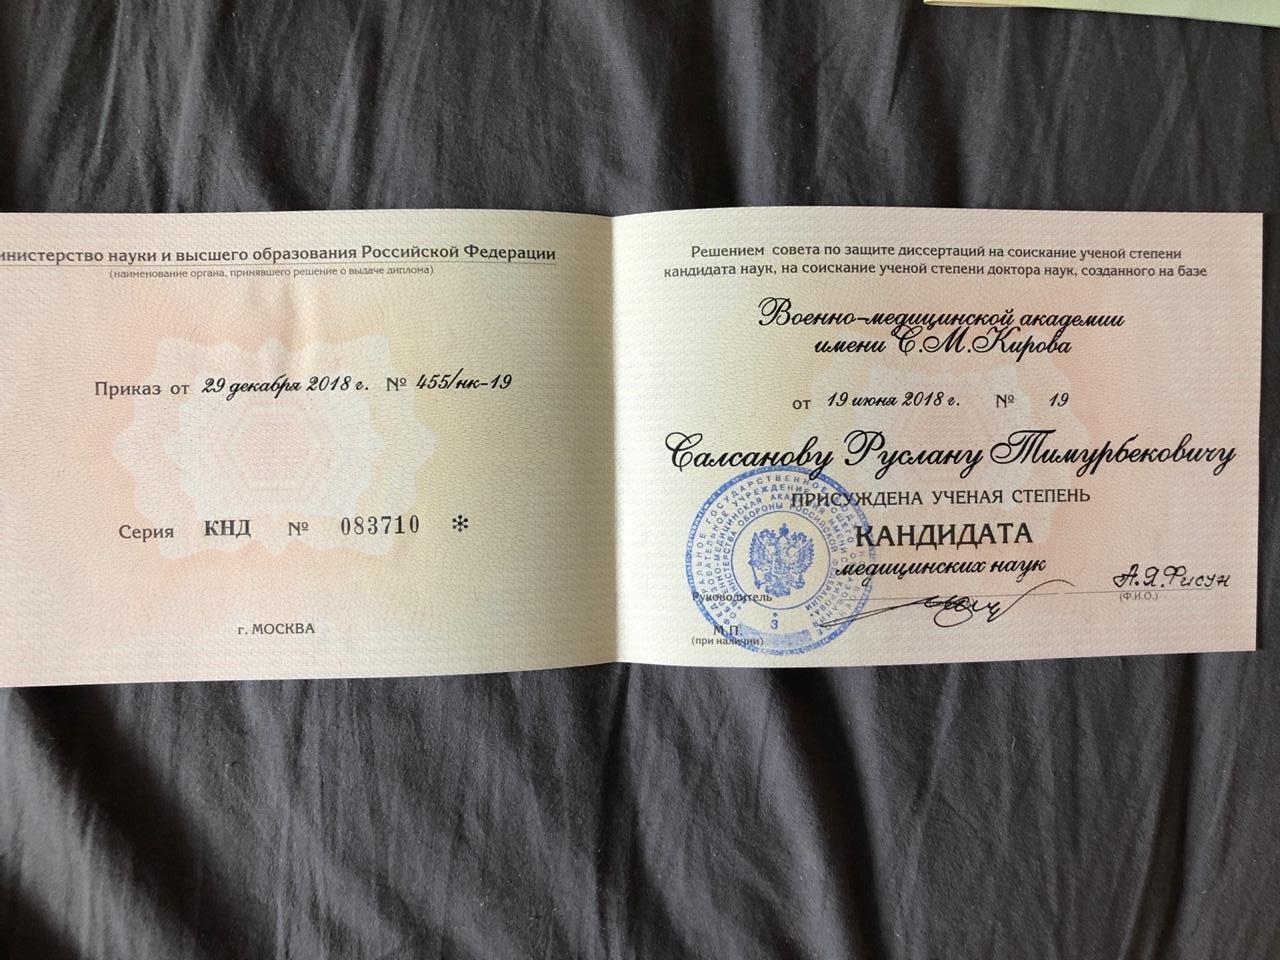 инистерство науки и высшего образования Российской Федерации
(наименование органа, принявшего решение о выдаче диплома)
Приказ от 29 декабря 2018 г. № 455/нк-19
Серия КНД № 083710 *
г. МОСКВА
Решением совета по защите диссертаций на соискание ученой степени
кандидата наук, на соискание ученой степени доктора наук, созданного на базе
Военно-медицинской академии
имени С.М.Кирова
от 19 июня 2018 г. № 19
Салсанову Руслану Тимурбековичу
ПРИСУЖДЕНА УЧЕНАЯ СТЕПЕНЬ
КАНДИДАТА
медицинских наук
Руководитель
А.Я.Фисун
(Ф.И.О.)
М.П.
(при наличии)
3